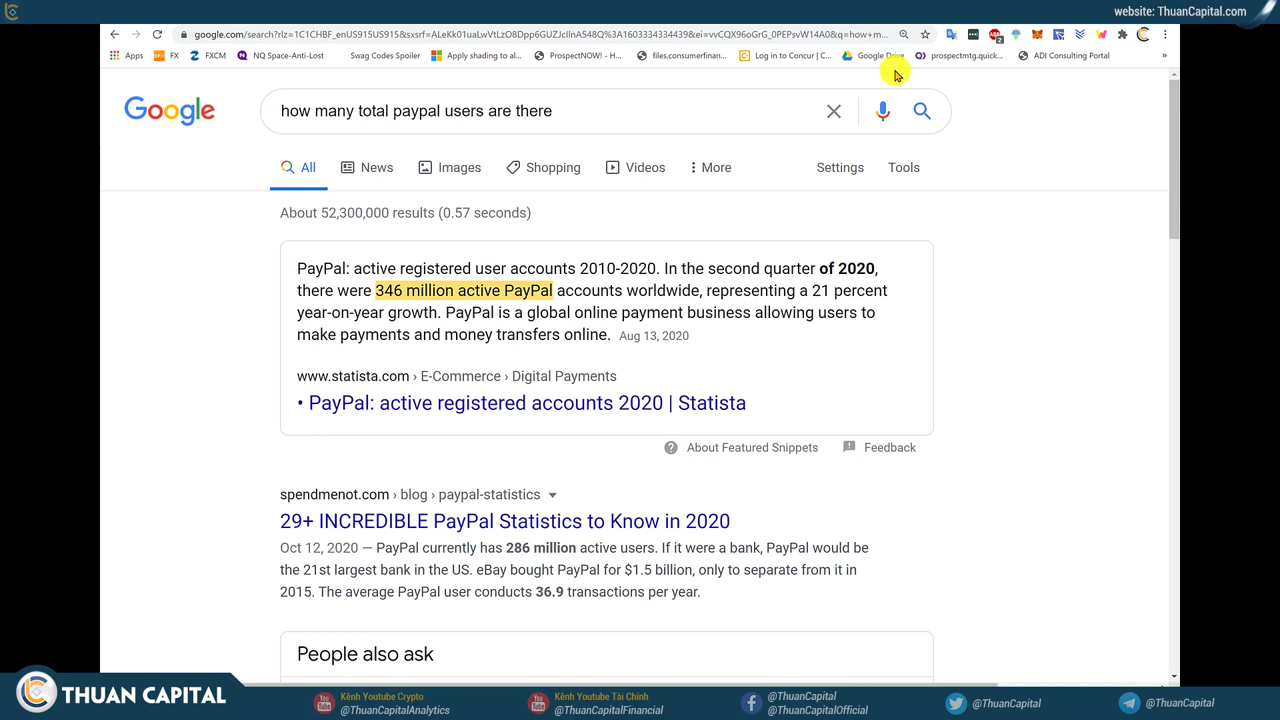 website: ThuanCapital.com
google.com/search?rlz=1C1CHBF_enUS915US915&sxsrf=ALeKk01uaLwVtLzO8Dpp6GUZJcIlnA548Q%3A1603334334439&ei=vvCQX96oGrG_0PEPsvW14A0&q=how+m...
Apps FX FXCM NQ Space-Anti-Lost Swag Codes Spoiler Apply shading to al... ProspectNOW! - H... files.consumerfinan... Log in to Concur | C... Google Drive prospectmtg.quick... ADI Consulting Portal »
Google how many total paypal users are there
All News Images Shopping Videos More Settings Tools
About 52,300,000 results (0.57 seconds)
PayPal: active registered user accounts 2010-2020. In the second quarter of 2020,
there were 346 million active PayPal accounts worldwide, representing a 21 percent
year-on-year growth. PayPal is a global online payment business allowing users to
make payments and money transfers online. Aug 13, 2020
www.statista.com › E-Commerce › Digital Payments
• PayPal: active registered accounts 2020 | Statista
About Featured Snippets Feedback
spendmenot.com › blog › paypal-statistics
29+ INCREDIBLE PayPal Statistics to Know in 2020
Oct 12, 2020 — PayPal currently has 286 million active users. If it were a bank, PayPal would be
the 21st largest bank in the US. eBay bought PayPal for $1.5 billion, only to separate from it in
2015. The average PayPal user conducts 36.9 transactions per year.
People also ask
THUAN CAPITAL
Kênh Youtube Crypto
@ThuanCapitalAnalytics
Kênh Youtube Tài Chính
@ThuanCapitalFinancial
@ThuanCapital
@ThuanCapitalOfficial
@ThuanCapital
@ThuanCapital